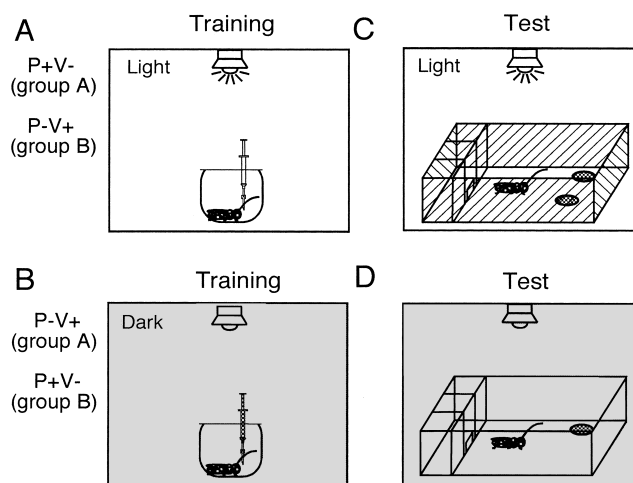 A
Training
P+V-
(group A)
P-V+
(group B)
Light
C
Test
Light
B
Training
P-V+
(group A)
P+V-
(group B)
Dark
D
Test